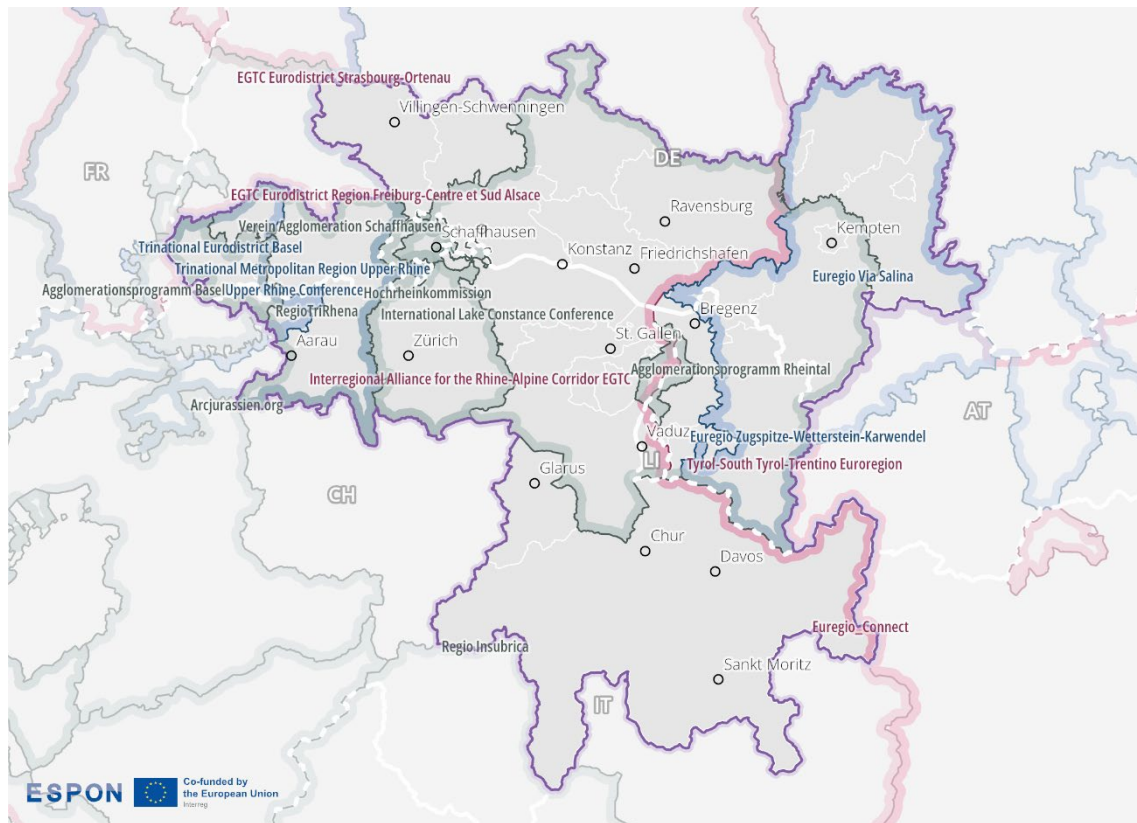 EGTC Eurodistrict Strasbourg-Ortenau
Villingen-Schwenningen
FR
DE
EGTC Eurodistrict Region Freiburg-Centre et Sud Alsace
Ravensburg
Verein Agglomeration Schaffhausen
Schaffhausen
Kempten
Trinational Eurodistrict Basel
Konstanz
Friedrichshafen
Trinational Metropolitan Region Upper Rhine
Euregio Via Salina
Agglomerationsprogramm Basel
Upper Rhine Conference
Hochrheinkommission
RegioTriRhena
International Lake Constance Conference
Bregenz
Aarau
Zürich
St. Gallen
Agglomerationsprogramm Rheintal
Interregional Alliance for the Rhine-Alpine Corridor EGTC
Arcjurassien.org
AT
Euregio Zugspitze-Wetterstein-Karwendel
Vaduz
LI
Tyrol-South Tyrol-Trentino Euroregion
Glarus
CH
Chur
Davos
Euregio_Connect
Regio Insubrica
Sankt Moritz
IT
ESPON
Co-funded by
the European Union
Interreg